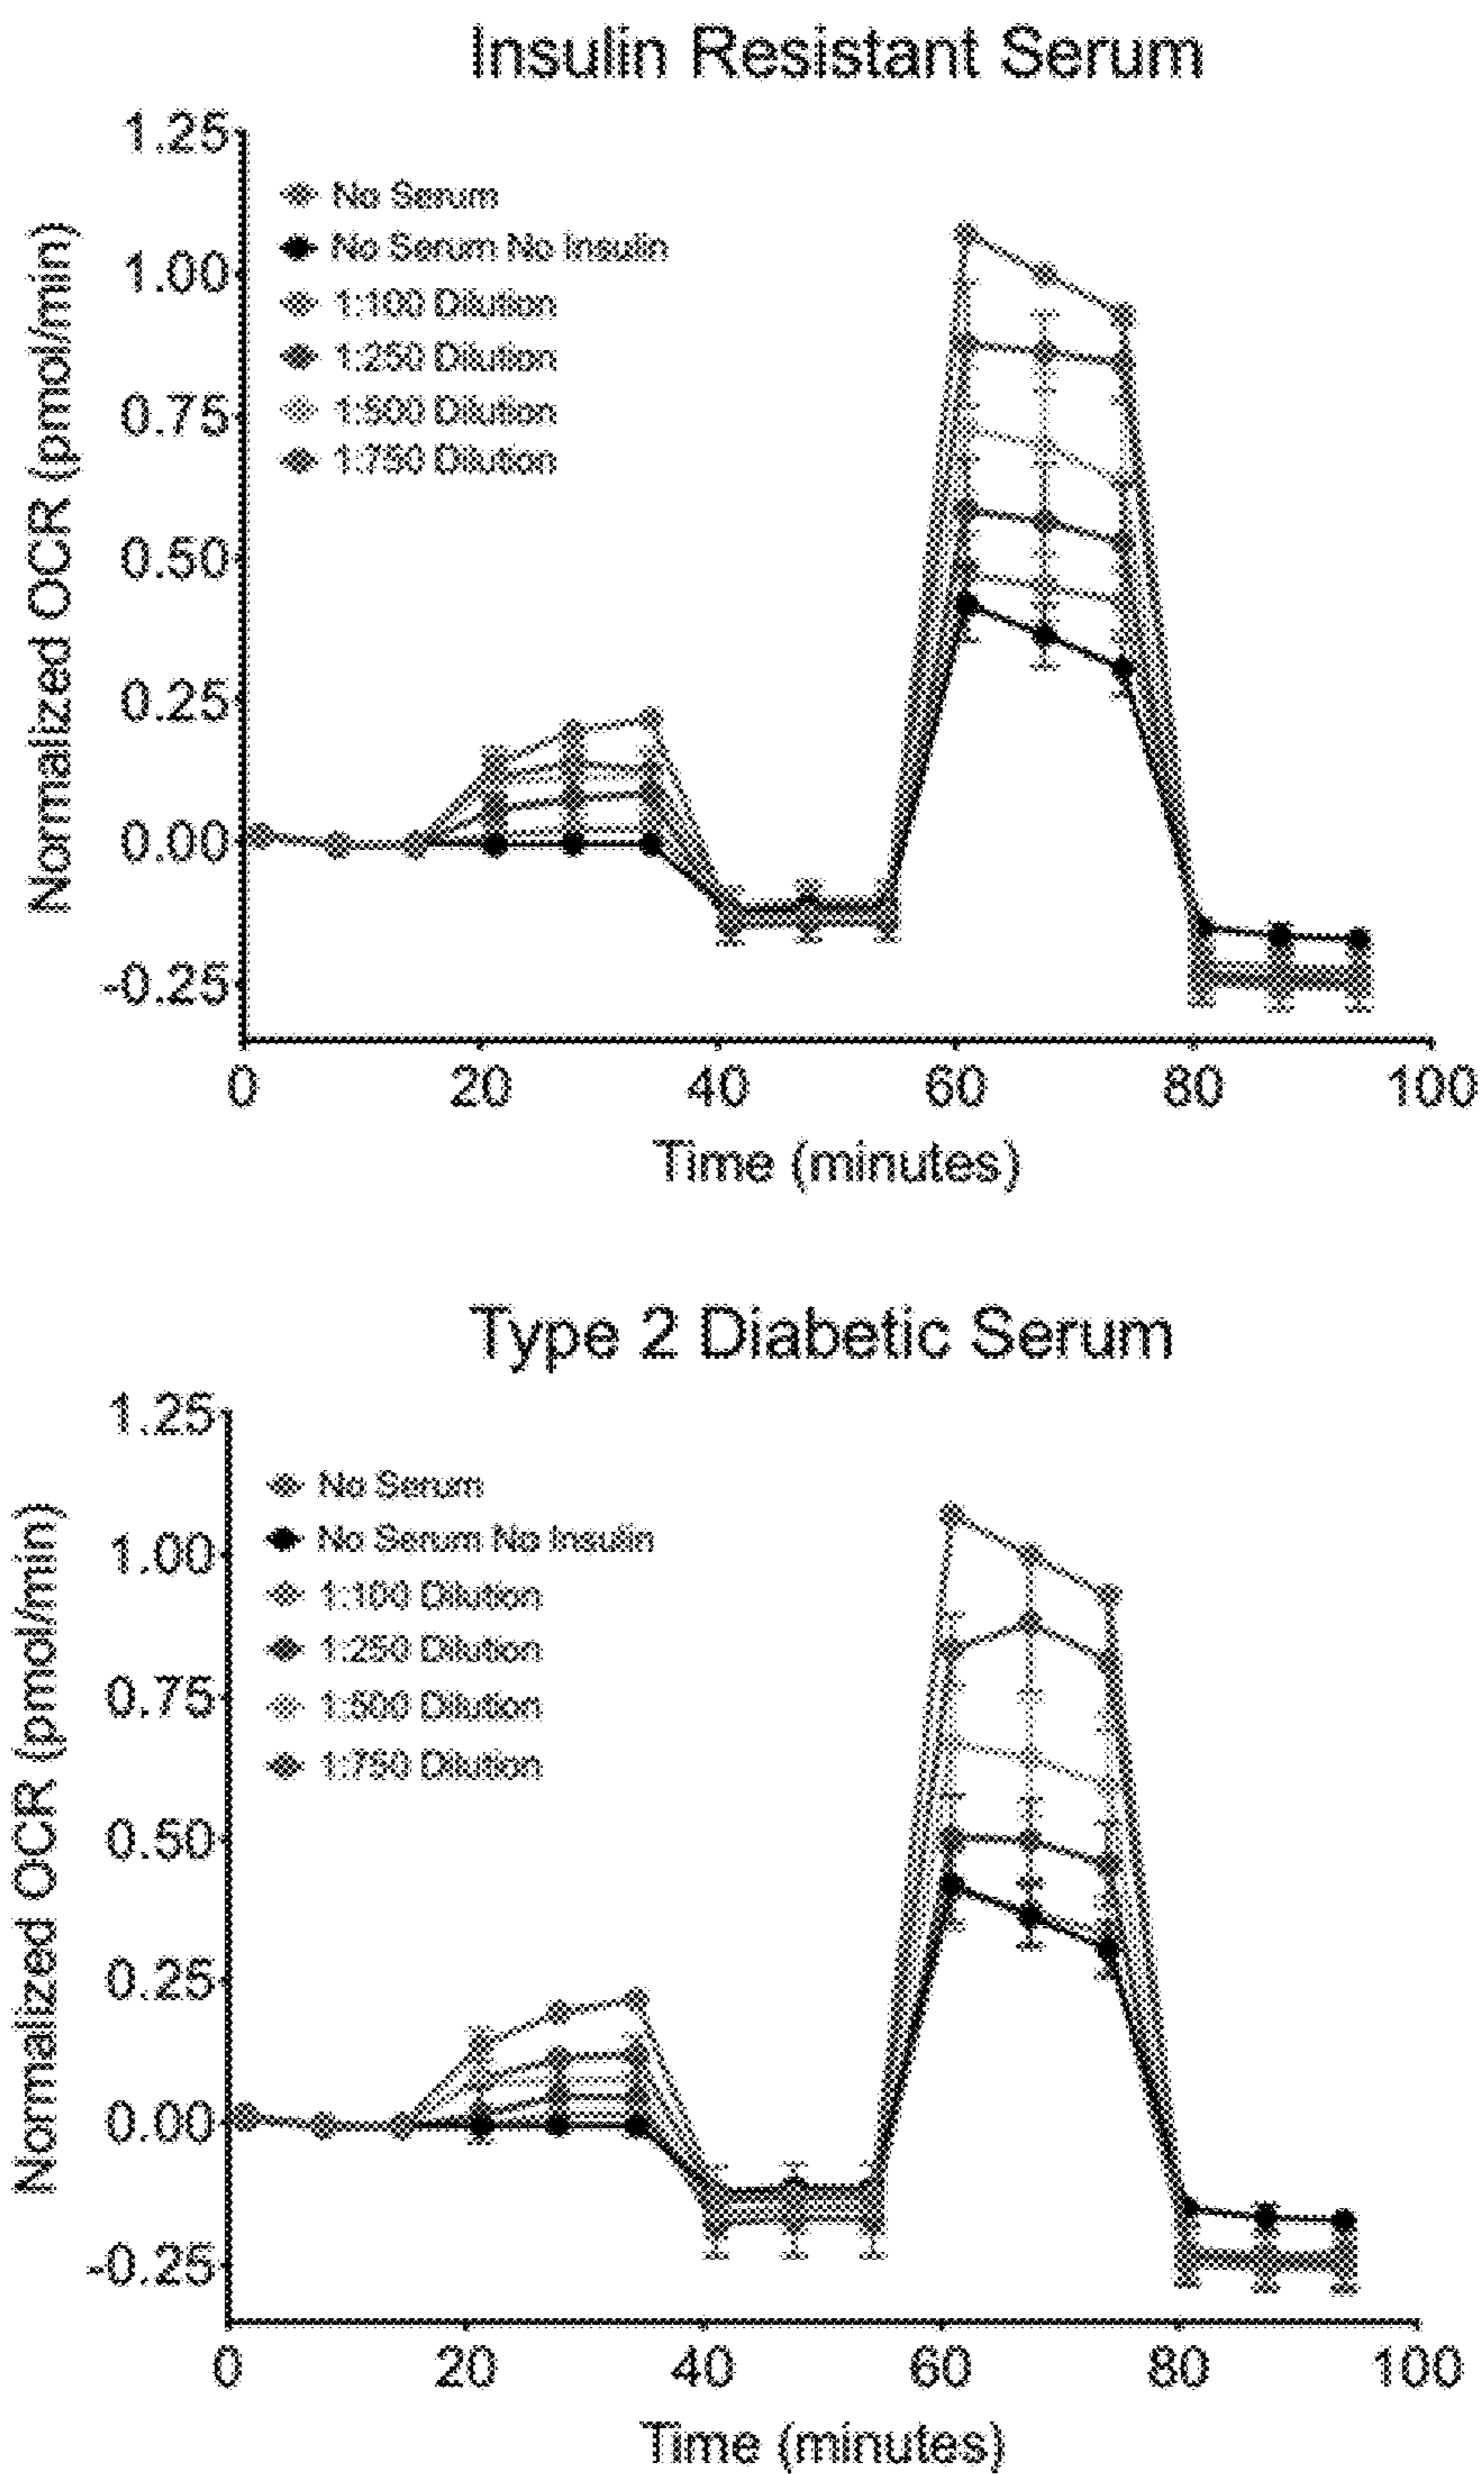 Insulin Resistant Serum
1.25
No Serum
No Serum No Insulin
1.00
1:100 Dilution
1:250 Dilution
0.75
1:500 Dilution
1:750 Dilution
0.50
0.25
0.00
-0.25
Normalized OCR (pmol/min)
0 20 40 60 80 100
Time (minutes)
Type 2 Diabetic Serum
1.25
No Serum
No Serum No Insulin
1.00
1:100 Dilution
1:250 Dilution
0.75
1:500 Dilution
1:750 Dilution
0.50
0.25
0.00
-0.25
Normalized OCR (pmol/min)
0 20 40 60 80 100
Time (minutes)